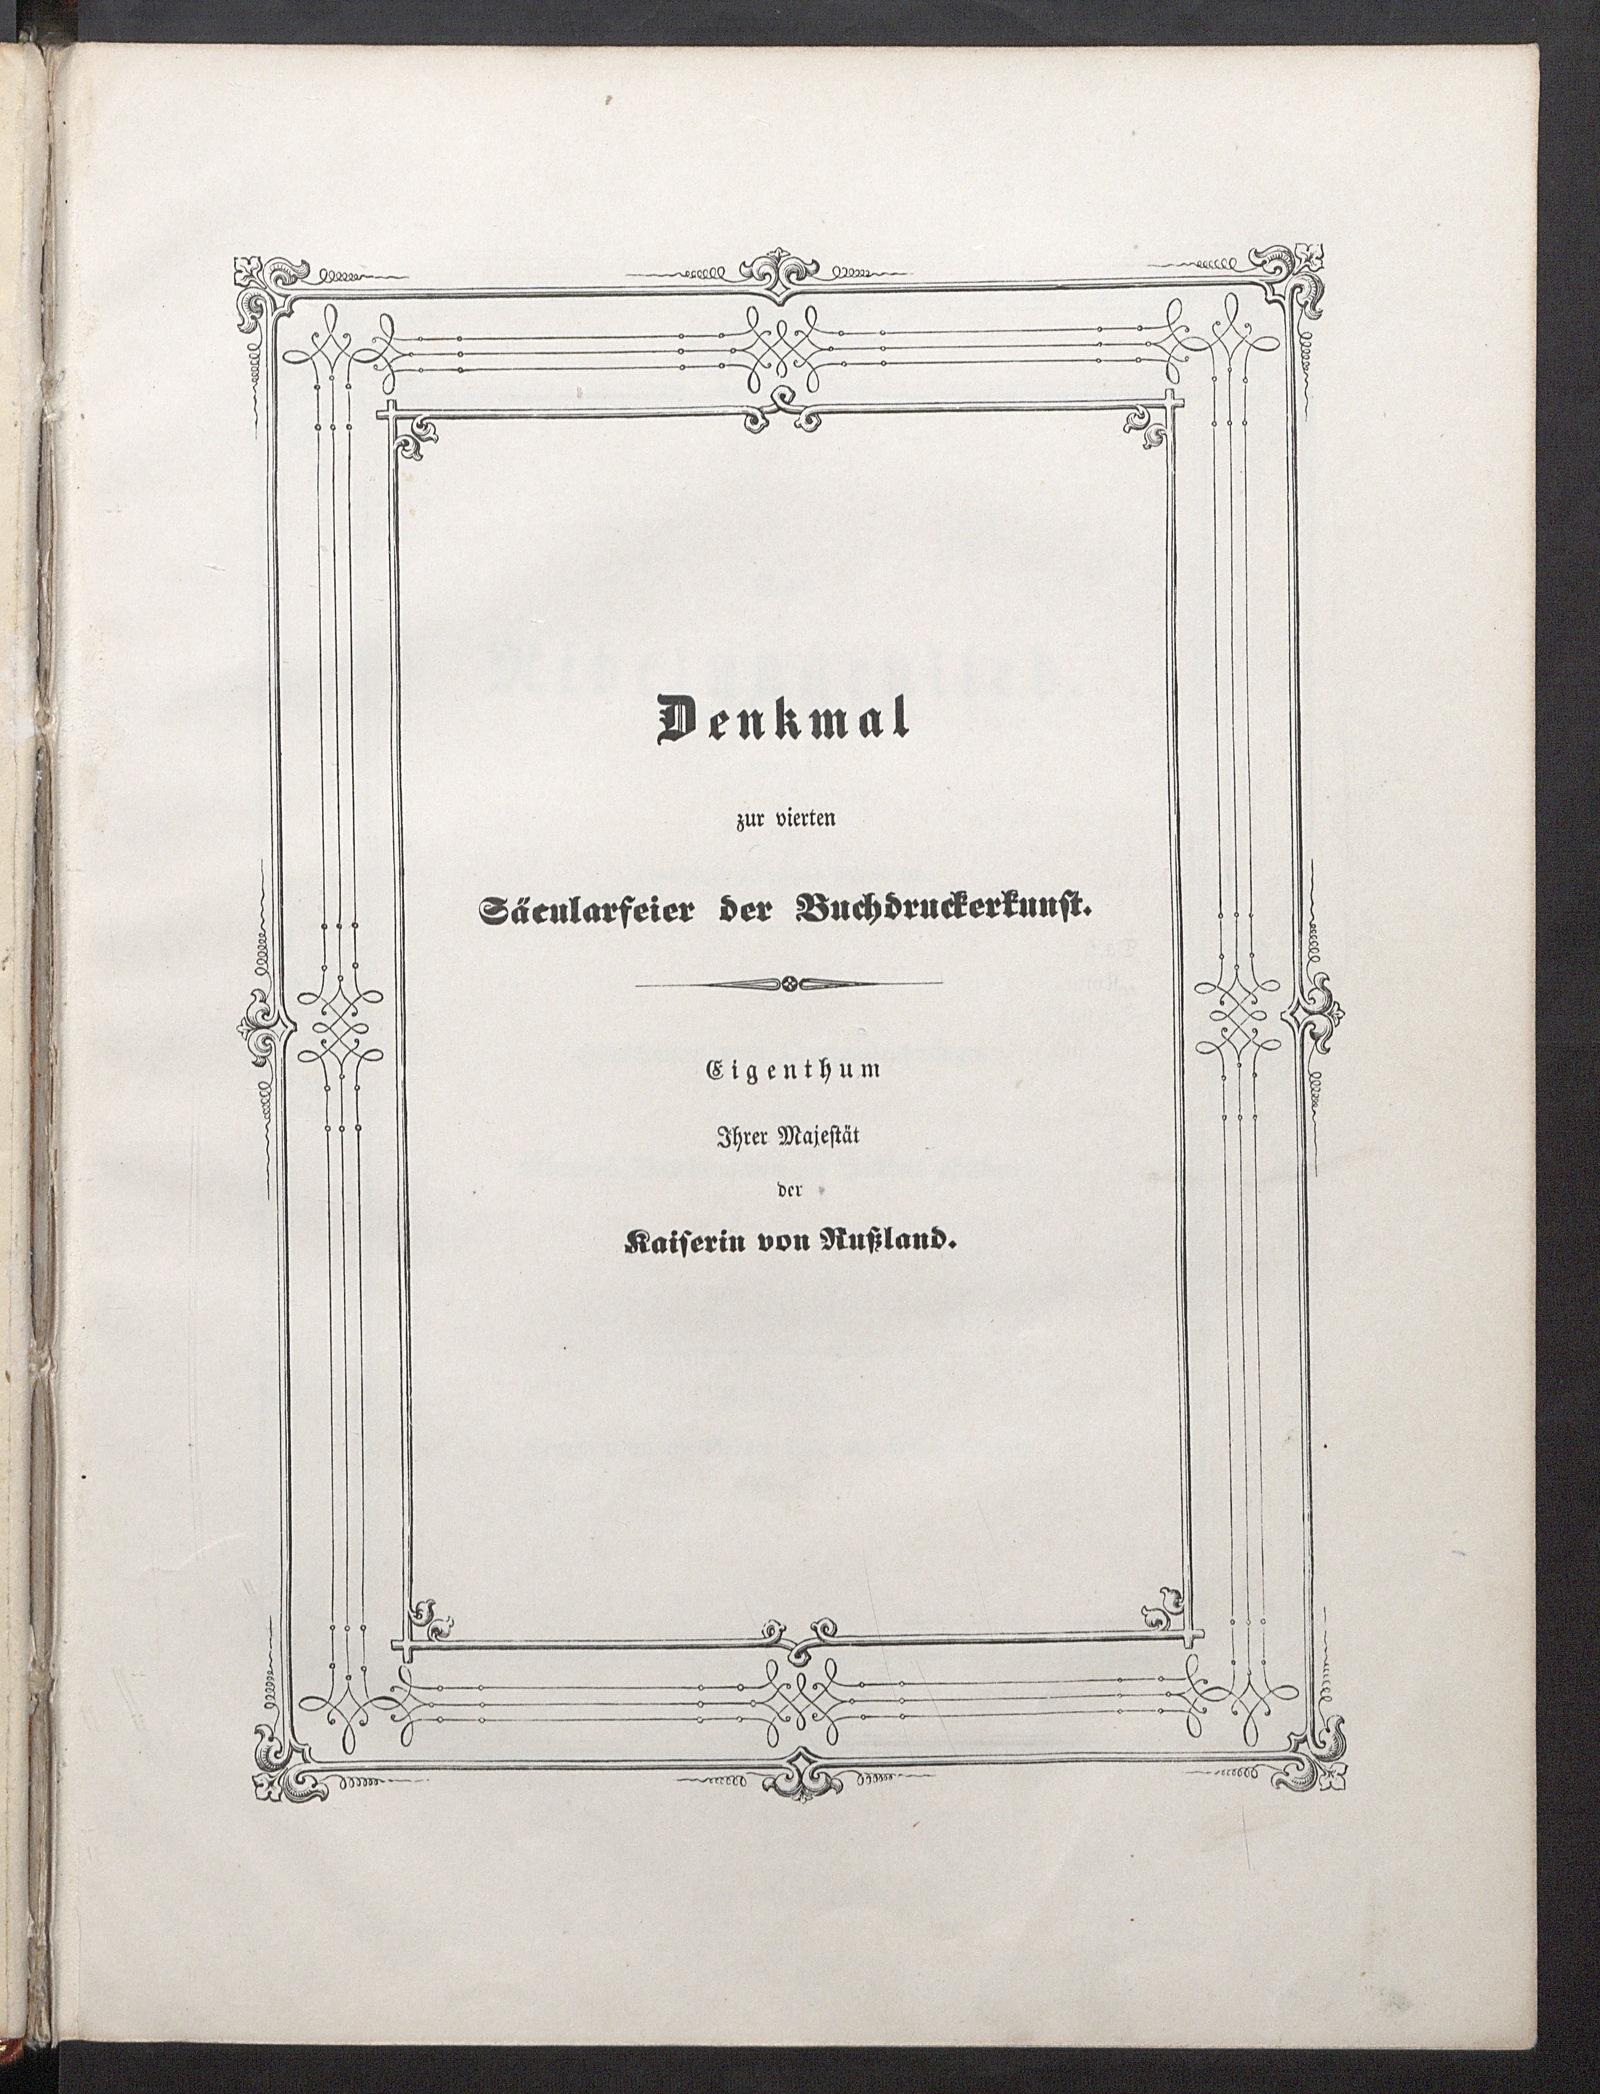 Denkmal
zur vierten
Säcularfeier der Buchdruckerkunst.
Eigenthum
Ihrer Majestät
der
Kaiserin von Rußland.